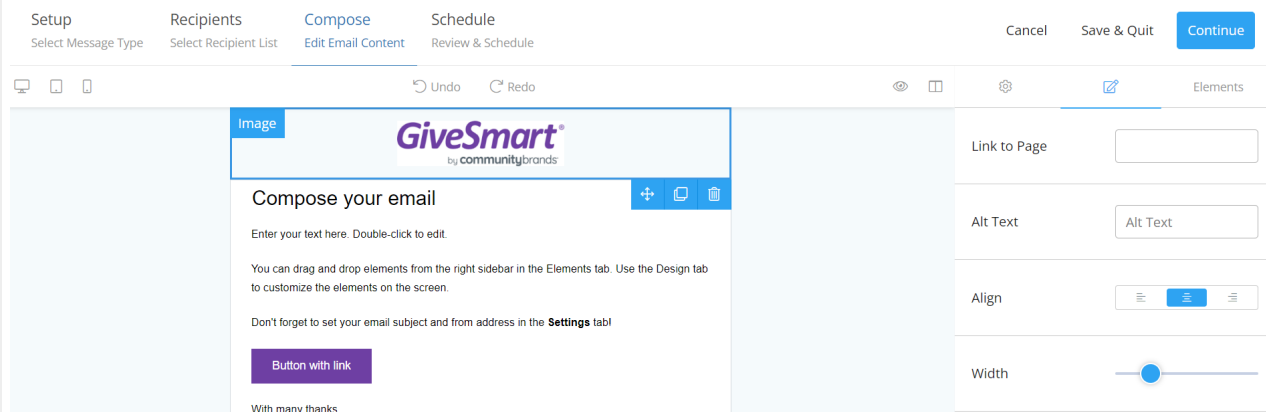 Setup
Select Message Type
Recipients
Select Recipient List
Compose
Edit Email Content
Schedule
Review & Schedule
Cancel
Save & Quit
Continue
Undo
Redo
Elements
Image
GiveSmart®
by communitybrands
Compose your email
Enter your text here. Double-click to edit.
You can drag and drop elements from the right sidebar in the Elements tab. Use the Design tab
to customize the elements on the screen.
Don't forget to set your email subject and from address in the Settings tab!
Button with link
With many thanks
Link to Page
Alt Text
Alt Text
Align
Width